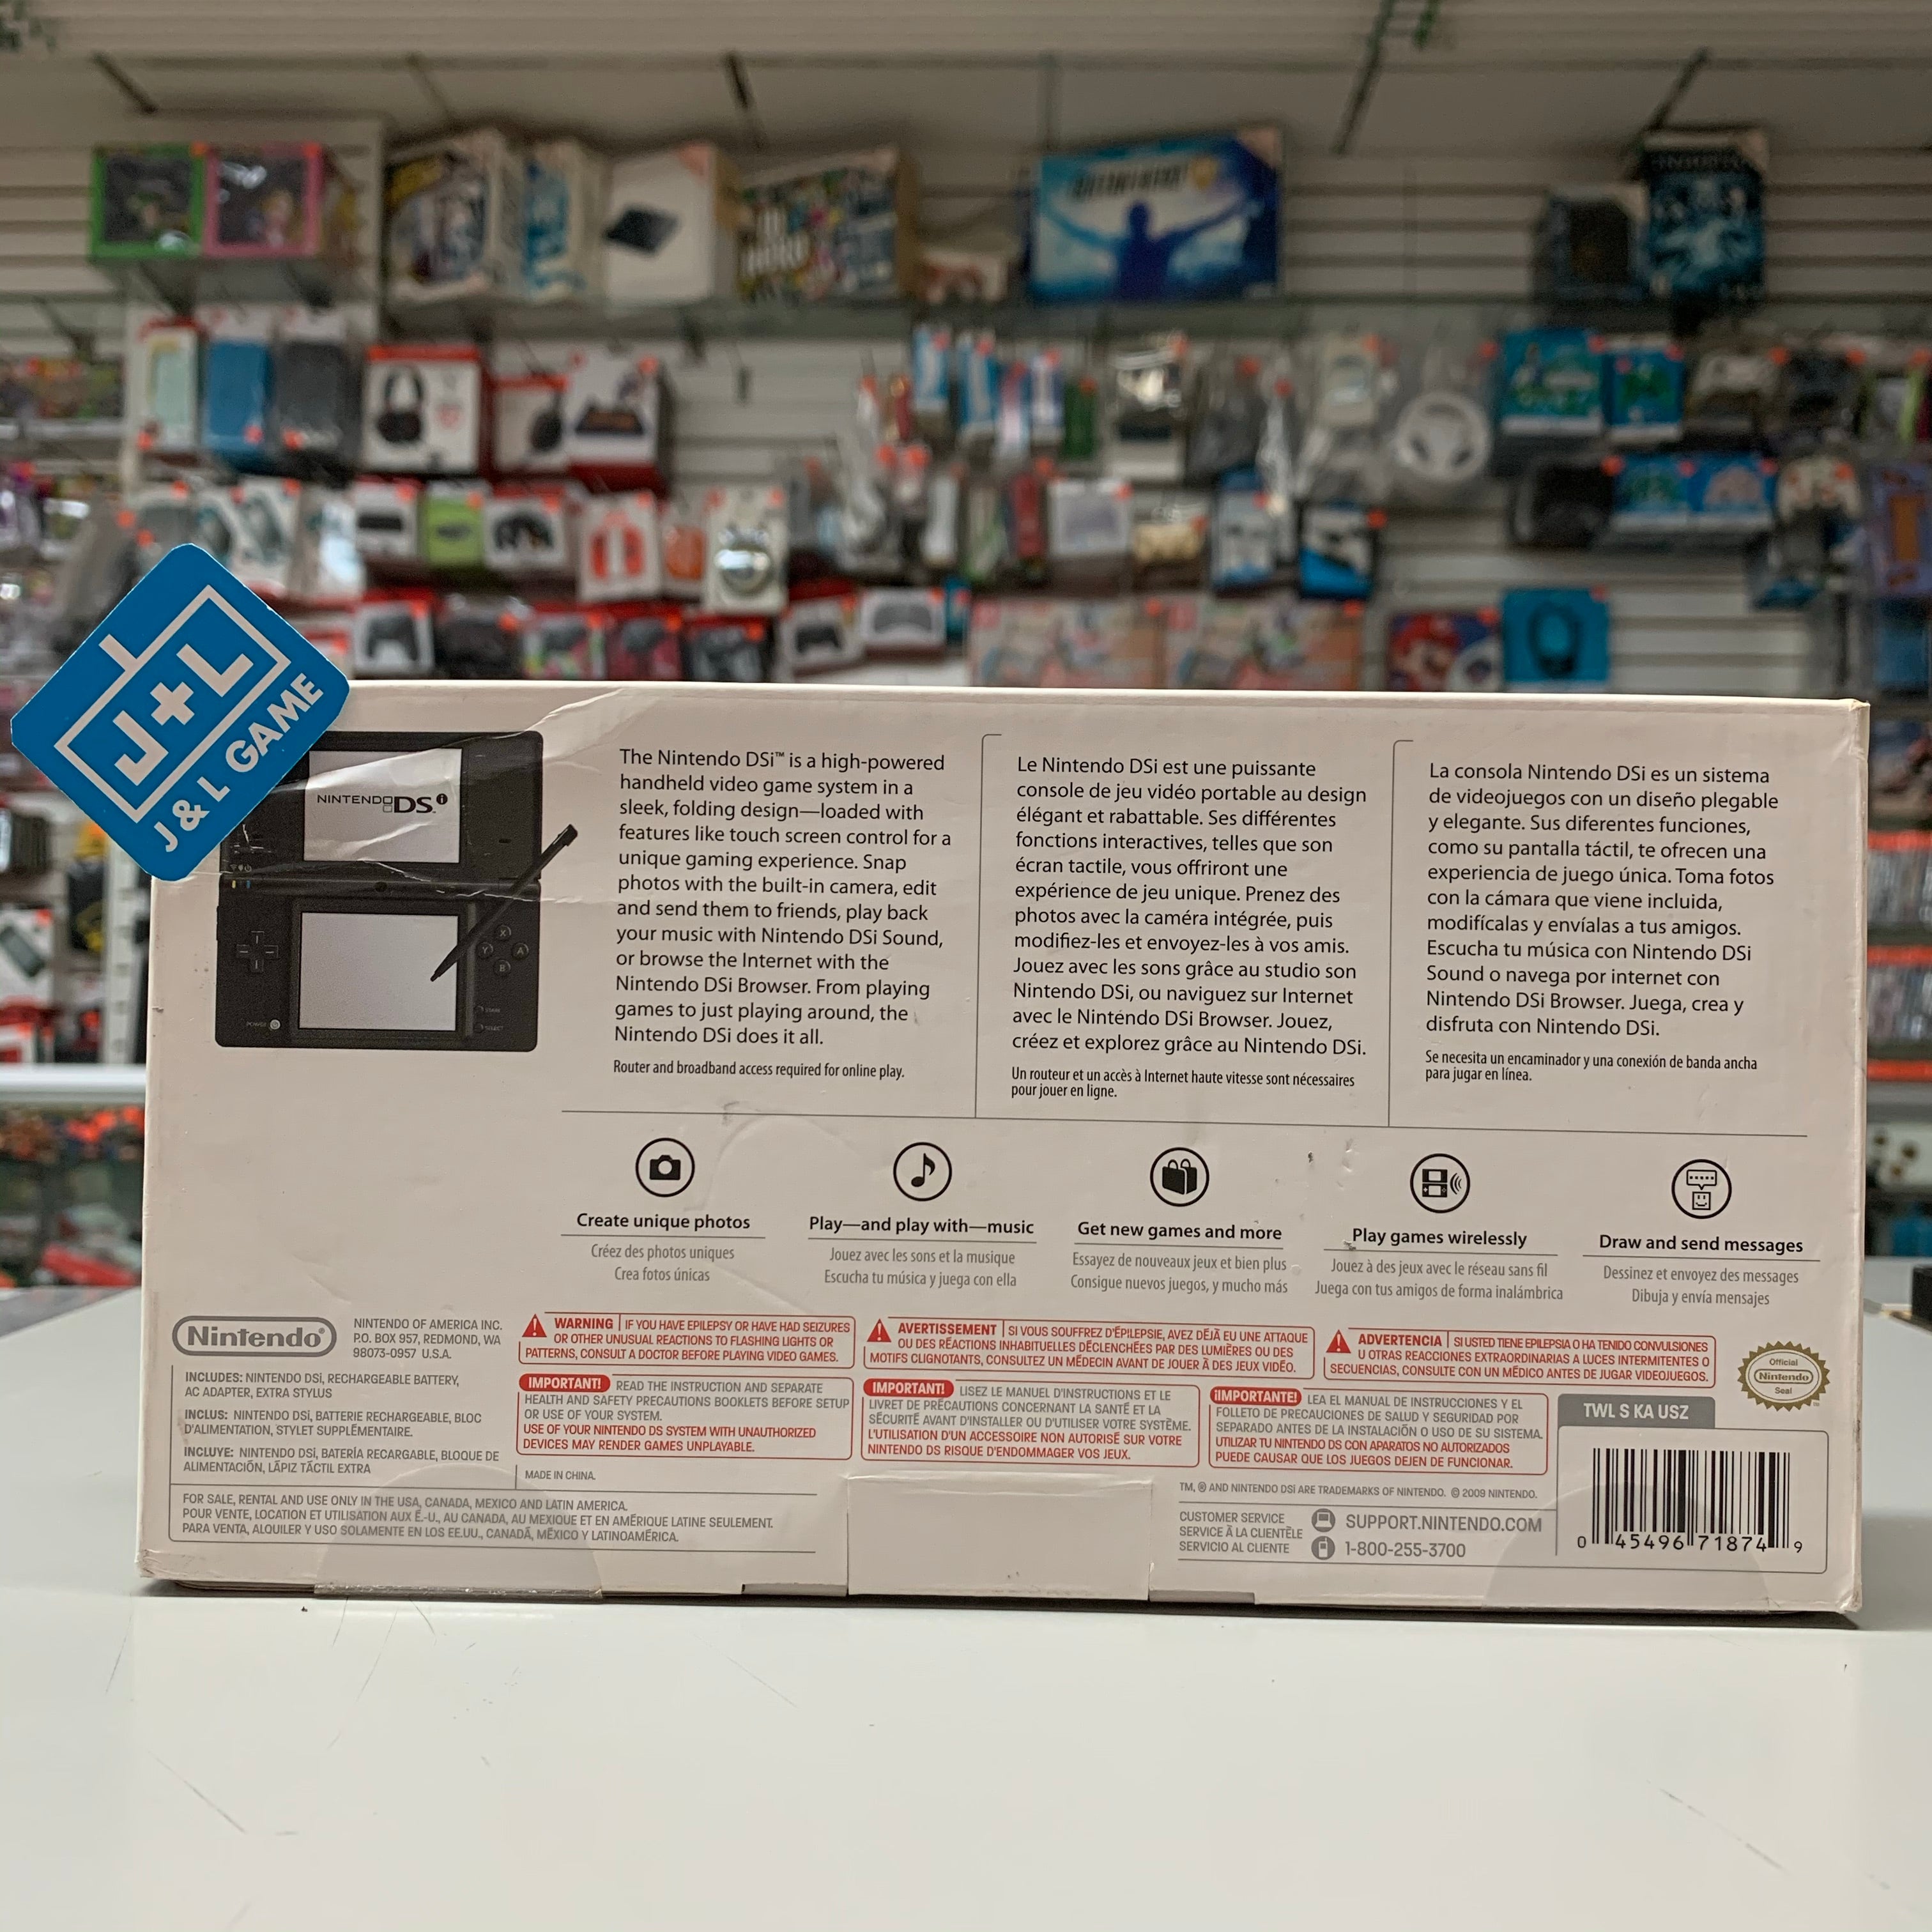 J+L
J & L GAME
NINTENDO DSi
POWER
X
Y
A
B
START
SELECT
The Nintendo DSi™ is a high-powered
handheld video game system in a
sleek, folding design—loaded with
features like touch screen control for a
unique gaming experience. Snap
photos with the built-in camera, edit
and send them to friends, play back
your music with Nintendo DSi Sound,
or browse the Internet with the
Nintendo DSi Browser. From playing
games to just playing around, the
Nintendo DSi does it all.
Router and broadband access required for online play.
Le Nintendo DSi est une puissante
console de jeu vidéo portable au design
élégant et rabattable. Ses différentes
fonctions interactives, telles que son
écran tactile, vous offriront une
expérience de jeu unique. Prenez des
photos avec la caméra intégrée, puis
modifiez-les et envoyez-les à vos amis.
Jouez avec les sons grâce au studio son
Nintendo DSi, ou naviguez sur Internet
avec le Nintendo DSi Browser. Jouez,
créez et explorez grâce au Nintendo DSi.
Un routeur et un accès à Internet haute vitesse sont nécessaires
pour jouer en ligne.
La consola Nintendo DSi es un sistema
de videojuegos con un diseño plegable
y elegante. Sus diferentes funciones,
como su pantalla táctil, te ofrecen una
experiencia de juego única. Toma fotos
con la cámara que viene incluida,
modifícalas y envíalas a tus amigos.
Escucha tu música con Nintendo DSi
Sound o navega por internet con
Nintendo DSi Browser. Juega, crea y
disfruta con Nintendo DSi.
Se necesita un encaminador y una conexión de banda ancha
para jugar en línea.
Create unique photos
Créez des photos uniques
Crea fotos únicas
Play—and play with—music
Jouez avec les sons et la musique
Escucha tu música y juega con ella
Get new games and more
Essayez de nouveaux jeux et bien plus
Consigue nuevos juegos, y mucho más
Play games wirelessly
Jouez à des jeux avec le réseau sans fil
Juega con tus amigos de forma inalámbrica
Draw and send messages
Dessinez et envoyez des messages
Dibuja y envía mensajes
Nintendo®
NINTENDO OF AMERICA INC.
P.O. BOX 957, REDMOND, WA
98073-0957 U.S.A.
INCLUDES: NINTENDO DSi, RECHARGEABLE BATTERY,
AC ADAPTER, EXTRA STYLUS
INCLUS: NINTENDO DSi, BATTERIE RECHARGEABLE, BLOC
D'ALIMENTATION, STYLET SUPPLÉMENTAIRE.
INCLUYE: NINTENDO DSi, BATERÍA RECARGABLE, BLOQUE DE
ALIMENTACIÓN, LÁPIZ TÁCTIL EXTRA
WARNING | IF YOU HAVE EPILEPSY OR HAVE HAD SEIZURES
OR OTHER UNUSUAL REACTIONS TO FLASHING LIGHTS OR
PATTERNS, CONSULT A DOCTOR BEFORE PLAYING VIDEO GAMES.
IMPORTANT! READ THE INSTRUCTION AND SEPARATE
HEALTH AND SAFETY PRECAUTIONS BOOKLETS BEFORE SETUP
OR USE OF YOUR SYSTEM.
USE OF YOUR NINTENDO DS SYSTEM WITH UNAUTHORIZED
DEVICES MAY RENDER GAMES UNPLAYABLE.
MADE IN CHINA.
AVERTISSEMENT | SI VOUS SOUFFREZ D'ÉPILEPSIE, AVEZ DÉJÀ EU UNE ATTAQUE
OU DES RÉACTIONS INHABITUELLES DÉCLENCHÉES PAR DES LUMIÈRES OU DES
MOTIFS CLIGNOTANTS, CONSULTEZ UN MÉDECIN AVANT DE JOUER À DES JEUX VIDÉO.
IMPORTANT! LISEZ LE MANUEL D'INSTRUCTIONS ET LE
LIVRET DE PRÉCAUTIONS CONCERNANT LA SANTÉ ET LA
SÉCURITÉ AVANT D'INSTALLER OU D'UTILISER VOTRE SYSTÈME.
L'UTILISATION D'UN ACCESSOIRE NON AUTORISÉ SUR VOTRE
NINTENDO DS RISQUE D'ENDOMMAGER VOS JEUX.
ADVERTENCIA | SI USTED TIENE EPILEPSIA O HA TENIDO CONVULSIONES
U OTRAS REACCIONES EXTRAORDINARIAS A LUCES INTERMITENTES O
SECUENCIAS, CONSULTE CON UN MÉDICO ANTES DE JUGAR VIDEOJUEGOS.
¡IMPORTANTE! LEA EL MANUAL DE INSTRUCCIONES Y EL
FOLLETO DE PRECAUCIONES DE SALUD Y SEGURIDAD POR
SEPARADO ANTES DE LA INSTALACIÓN O USO DE SU SISTEMA.
UTILIZAR TU NINTENDO DS CON APARATOS NO AUTORIZADOS
PUEDE CAUSAR QUE LOS JUEGOS DEJEN DE FUNCIONAR.
Official
Nintendo
Seal
TWL S KA USZ
0 45496 71874 9
FOR SALE, RENTAL AND USE ONLY IN THE USA, CANADA, MEXICO AND LATIN AMERICA.
POUR VENTE, LOCATION ET UTILISATION AUX É.-U., AU CANADA, AU MEXIQUE ET EN AMÉRIQUE LATINE SEULEMENT.
PARA VENTA, ALQUILER Y USO SOLAMENTE EN LOS EE.UU., CANADÁ, MÉXICO Y LATINOAMÉRICA.
TM, ® AND NINTENDO DSi ARE TRADEMARKS OF NINTENDO. © 2009 NINTENDO.
CUSTOMER SERVICE
SERVICE À LA CLIENTÈLE
SERVICIO AL CLIENTE
SUPPORT.NINTENDO.COM
1-800-255-3700